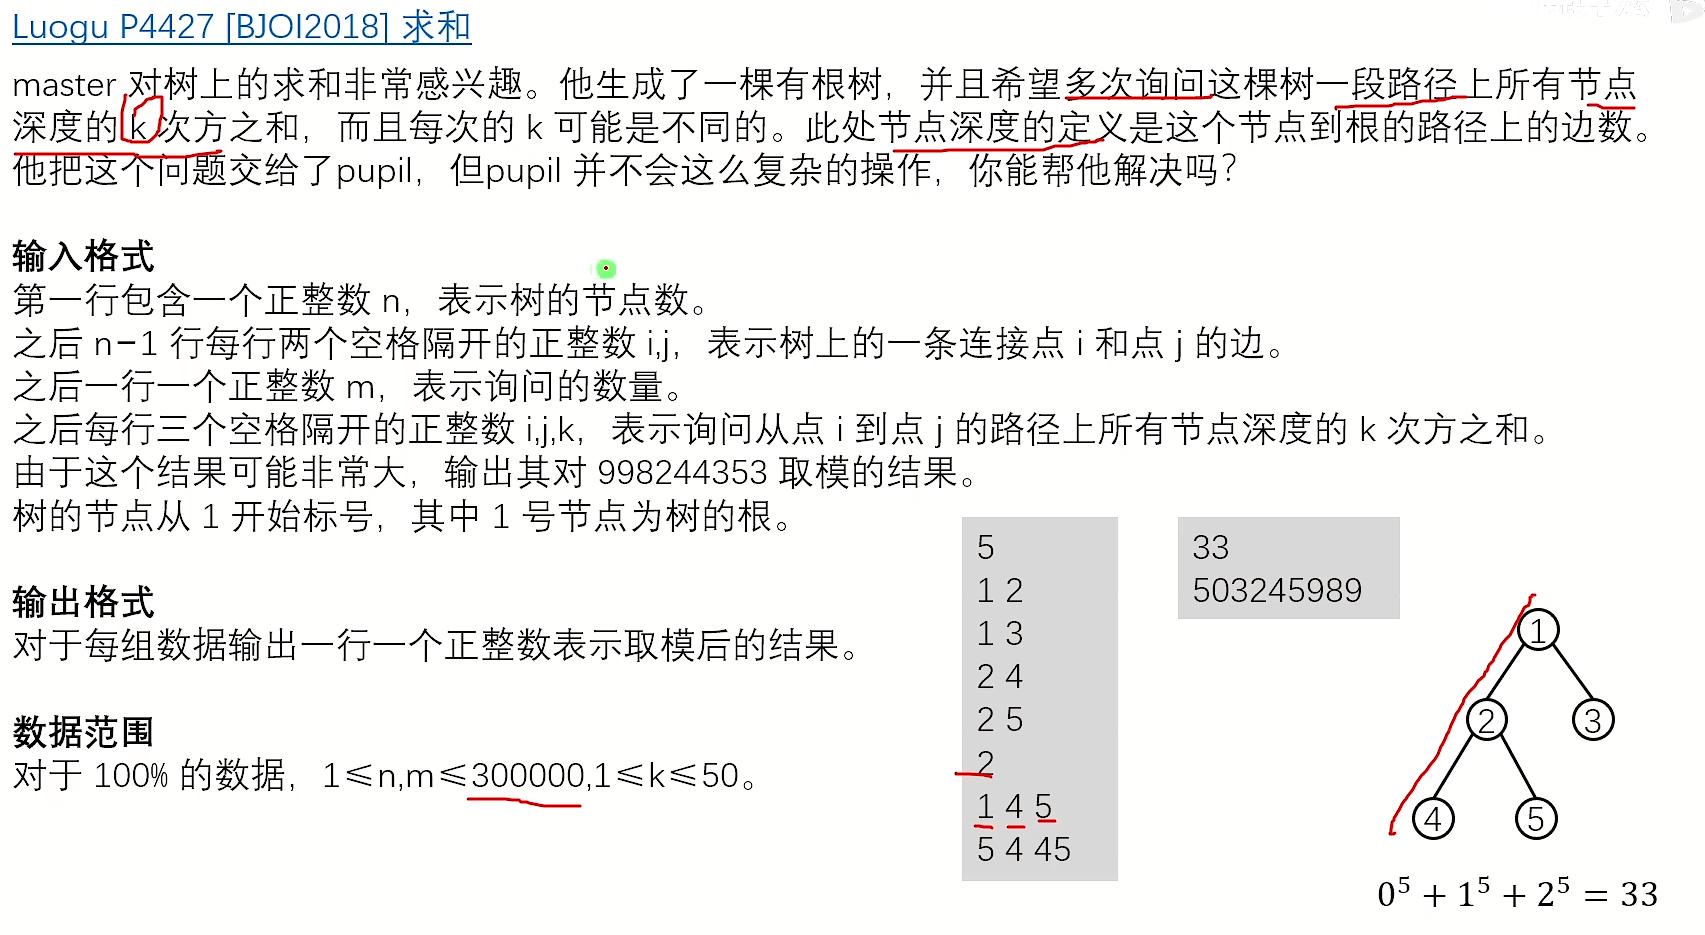 Luogu P4427 [BJOI2018] 求和
master 对树上的求和非常感兴趣。他生成了一棵有根树，并且希望多次询问这棵树一段路径上所有节点
深度的 k 次方之和，而且每次的 k 可能是不同的。此处节点深度的定义是这个节点到根的路径上的边数。
他把这个问题交给了pupil，但pupil 并不会这么复杂的操作，你能帮他解决吗？
输入格式
第一行包含一个正整数 n，表示树的节点数。
之后 n−1 行每行两个空格隔开的正整数 i,j，表示树上的一条连接点 i 和点 j 的边。
之后一行一个正整数 m，表示询问的数量。
之后每行三个空格隔开的正整数 i,j,k，表示询问从点 i 到点 j 的路径上所有节点深度的 k 次方之和。
由于这个结果可能非常大，输出其对 998244353 取模的结果。
树的节点从 1 开始标号，其中 1 号节点为树的根。
输出格式
对于每组数据输出一行一个正整数表示取模后的结果。
数据范围
对于 100% 的数据，1≤n,m≤300000,1≤k≤50。
5
1 2
1 3
2 4
2 5
2
1 4 5
5 4 45
33
503245989
1
2
3
4
5
0⁵ + 1⁵ + 2⁵ = 33